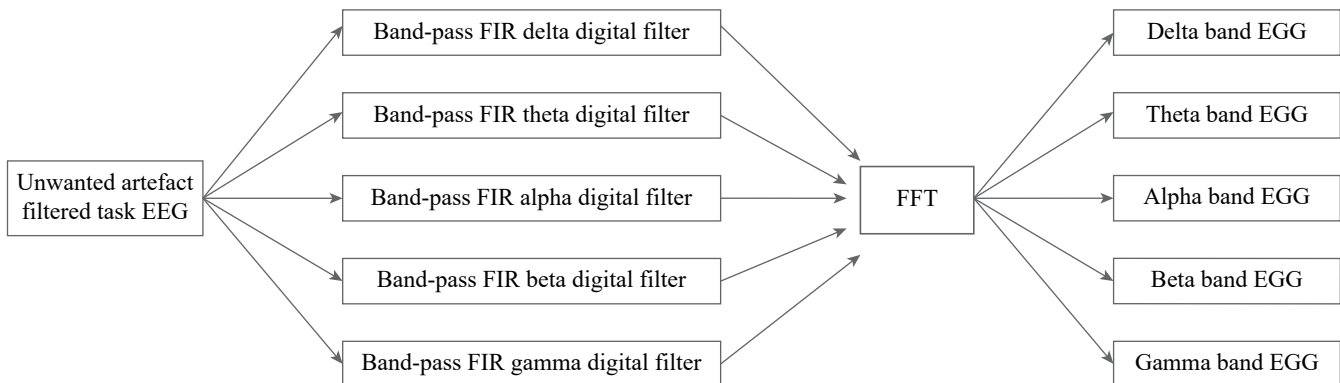 Unwanted artefact
filtered task EEG
Band-pass FIR delta digital filter
Band-pass FIR theta digital filter
Band-pass FIR alpha digital filter
Band-pass FIR beta digital filter
Band-pass FIR gamma digital filter
FFT
Delta band EGG
Theta band EGG
Alpha band EGG
Beta band EGG
Gamma band EGG